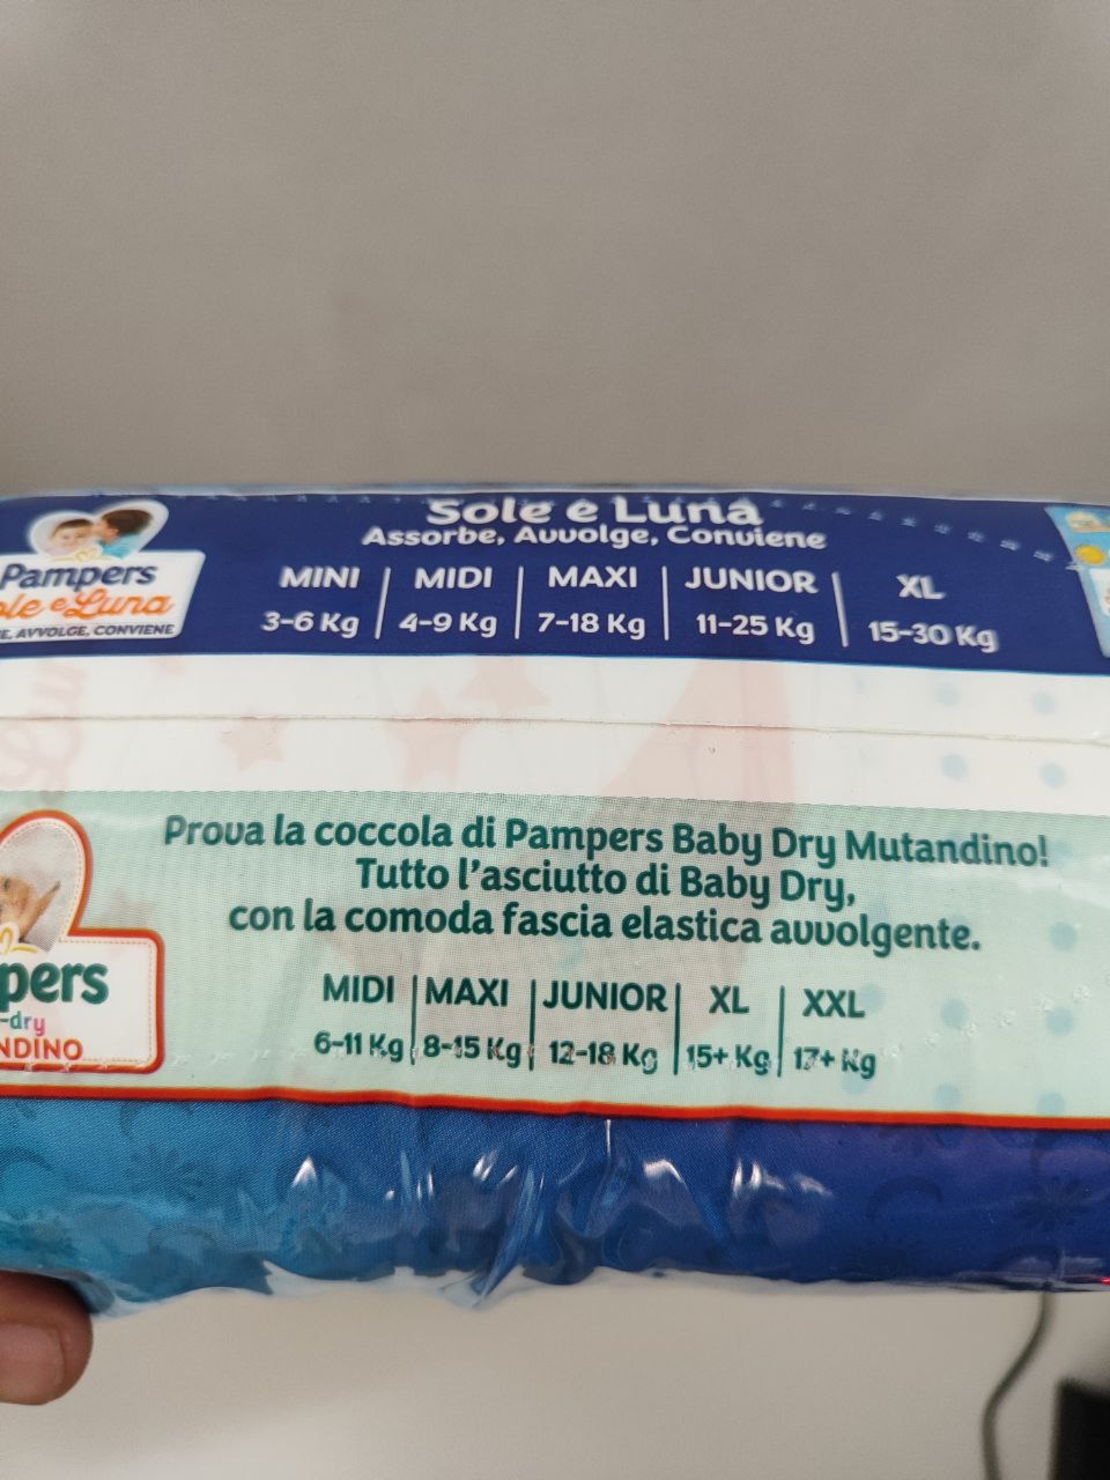 Sole e Luna
Assorbe, Avvolge, Conviene
Pampers
e Luna
AVVOLGE, CONVIENE
MINI MIDI MAXI JUNIOR XL
3-6 Kg 4-9 Kg 7-18 Kg 11-25 Kg 15-30 Kg
Prova la coccola di Pampers Baby Dry Mutandino!
Tutto l'asciutto di Baby Dry,
con la comoda fascia elastica avvolgente.
pers
-dry
NDINO
MIDI MAXI JUNIOR XL XXL
6-11 Kg 8-15 Kg 12-18 Kg 15+ Kg 17+ Kg